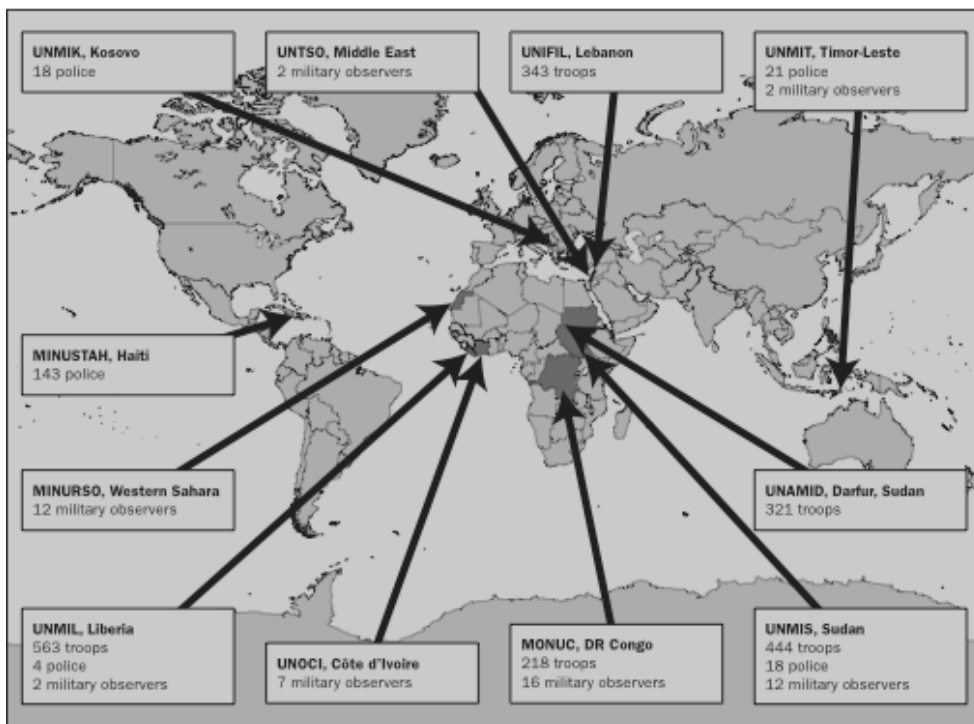 UNMIK, Kosovo
18 police
UNTSO, Middle East
2 military observers
UNIFIL, Lebanon
343 troops
UNMIT, Timor-Leste
21 police
2 military observers
MINUSTAH, Haiti
143 police
MINURSO, Western Sahara
12 military observers
UNAMID, Darfur, Sudan
321 troops
UNMIL, Liberia
563 troops
4 police
2 military observers
UNOCI, Côte d'Ivoire
7 military observers
MONUC, DR Congo
218 troops
16 military observers
UNMIS, Sudan
444 troops
18 police
12 military observers